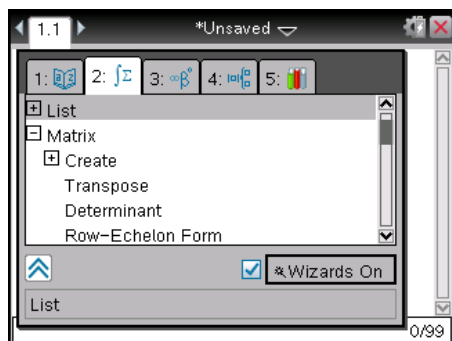 1.1 *Unsaved
1: 2: ∫Σ 3: ∞β° 4: 5:
List
Matrix
Create
Transpose
Determinant
Row-Echelon Form
Wizards On
List
0/99